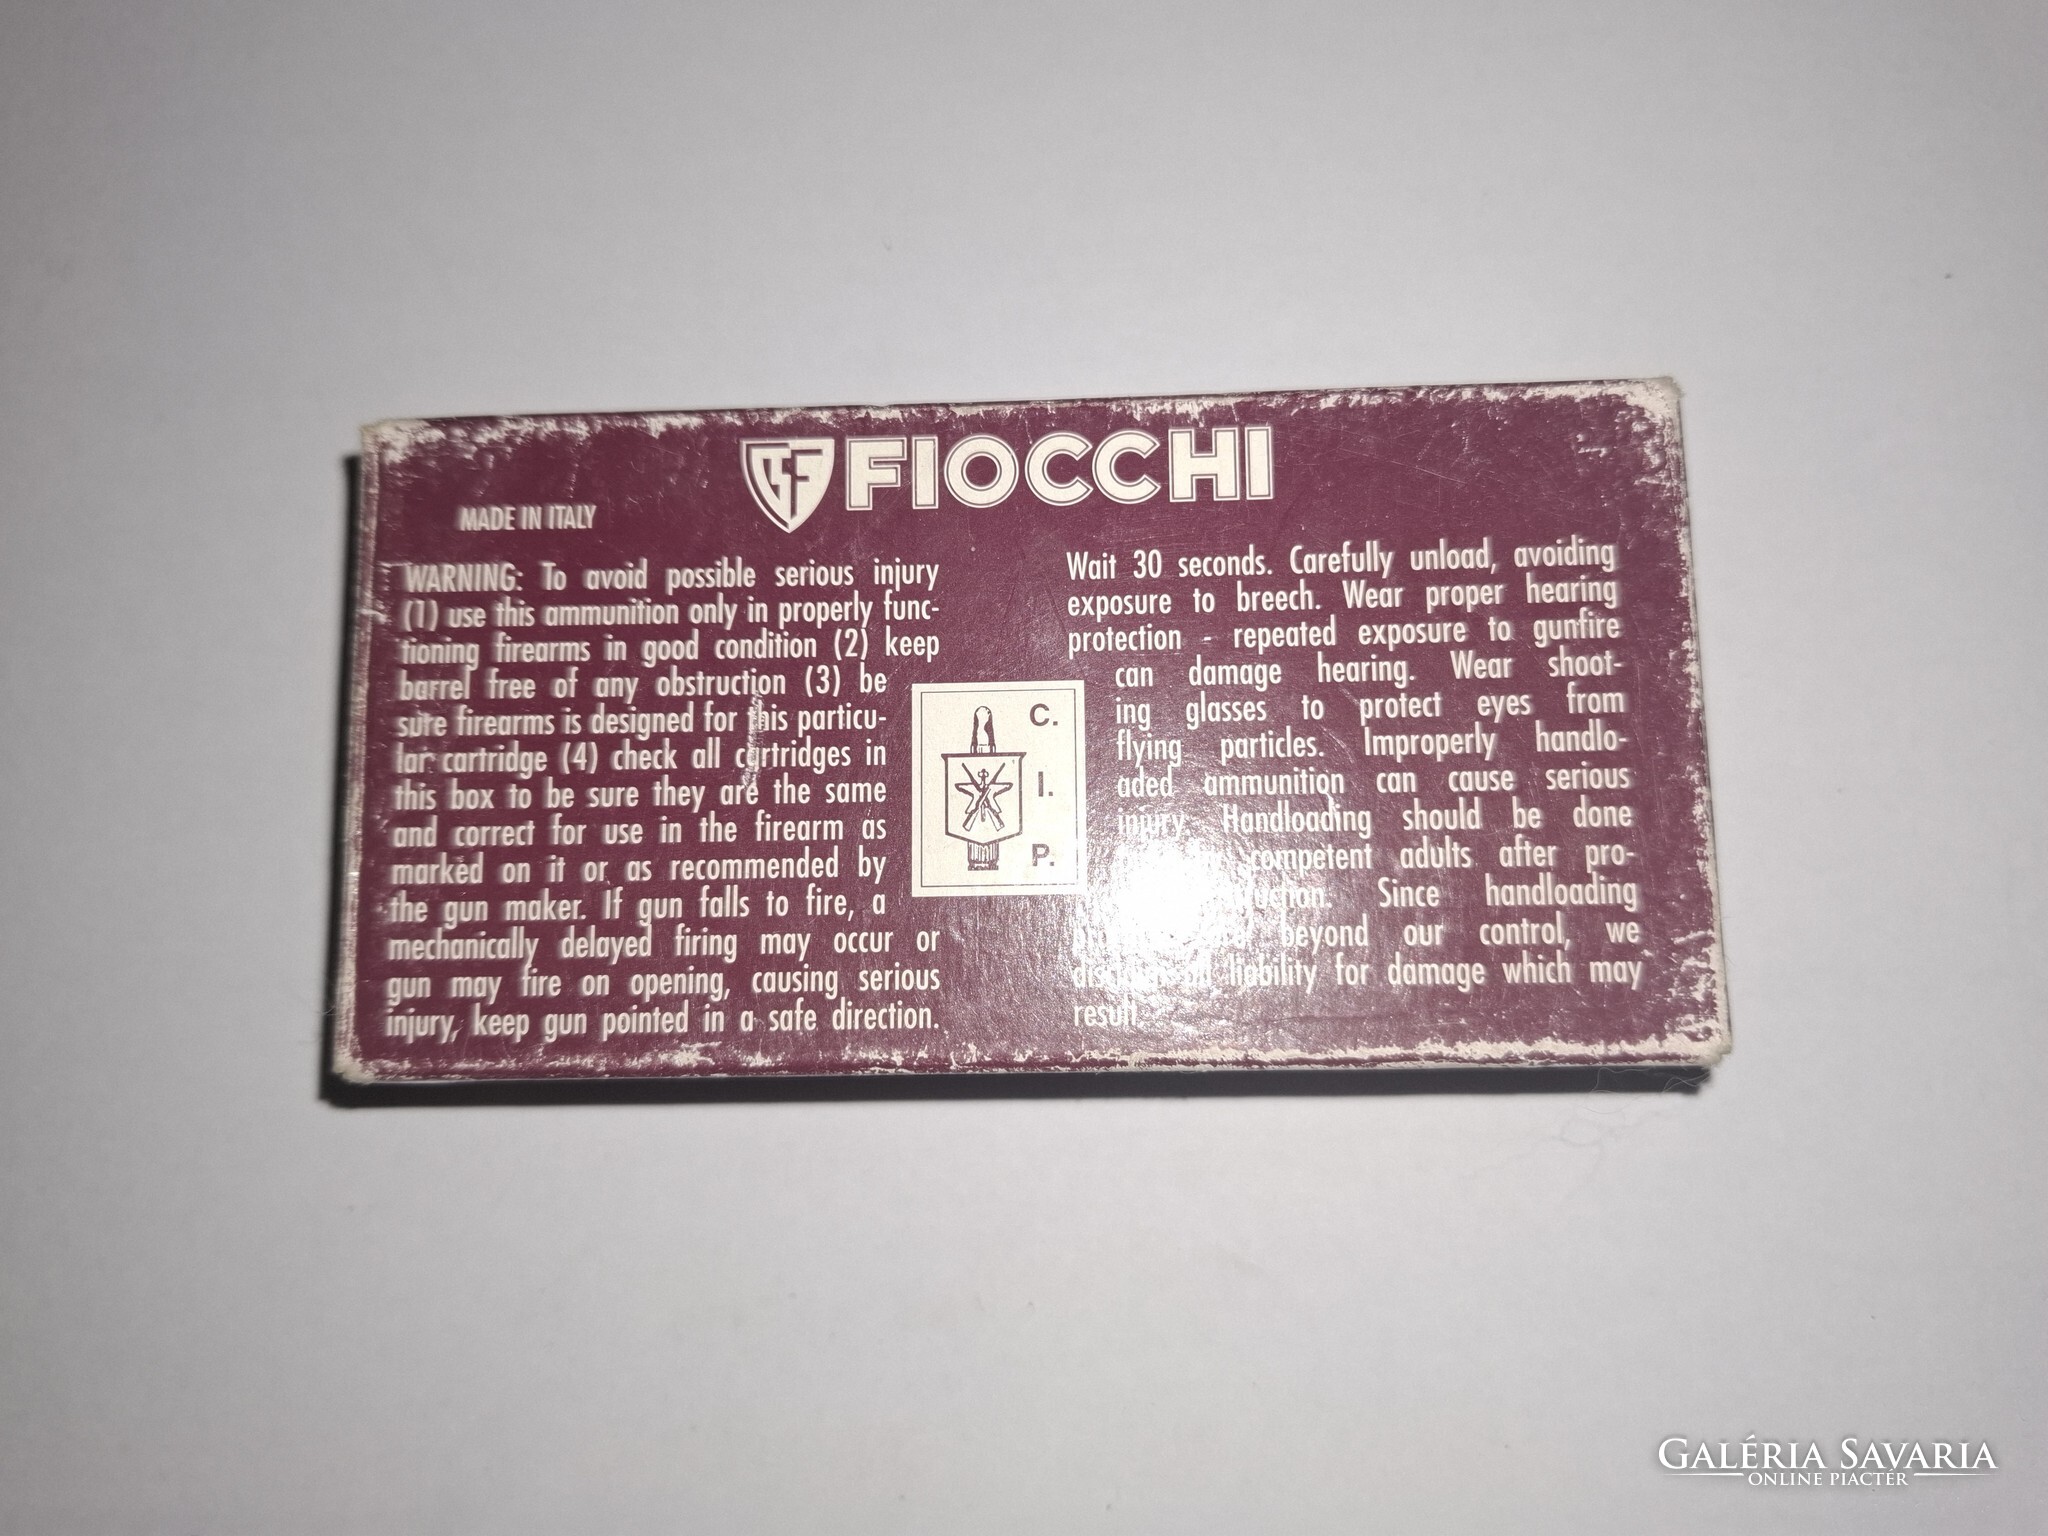 GF FIOCCHI
MADE IN ITALY
WARNING: To avoid possible serious injury
(1) use this ammunition only in properly func-
tioning firearms in good condition (2) keep
barrel free of any obstruction (3) be
sure firearms is designed for this particu-
lar cartridge (4) check all cartridges in
this box to be sure they are the same
and correct for use in the firearm as
marked on it or as recommended by
the gun maker. If gun falls to fire, a
mechanically delayed firing may occur or
gun may fire on opening, causing serious
injury, keep gun pointed in a safe direction.
C.
I.
P.
Wait 30 seconds. Carefully unload, avoiding
exposure to breech. Wear proper hearing
protection - repeated exposure to gunfire
can damage hearing. Wear shoot-
ing glasses to protect eyes from
flying particles. Improperly handlo-
aded ammunition can cause serious
injury. Handloading should be done
competent adults after pro-
Since handloading
beyond our control, we
liability for damage which may
result
GALÉRIA SAVARIA
ONLINE PIACTÉR